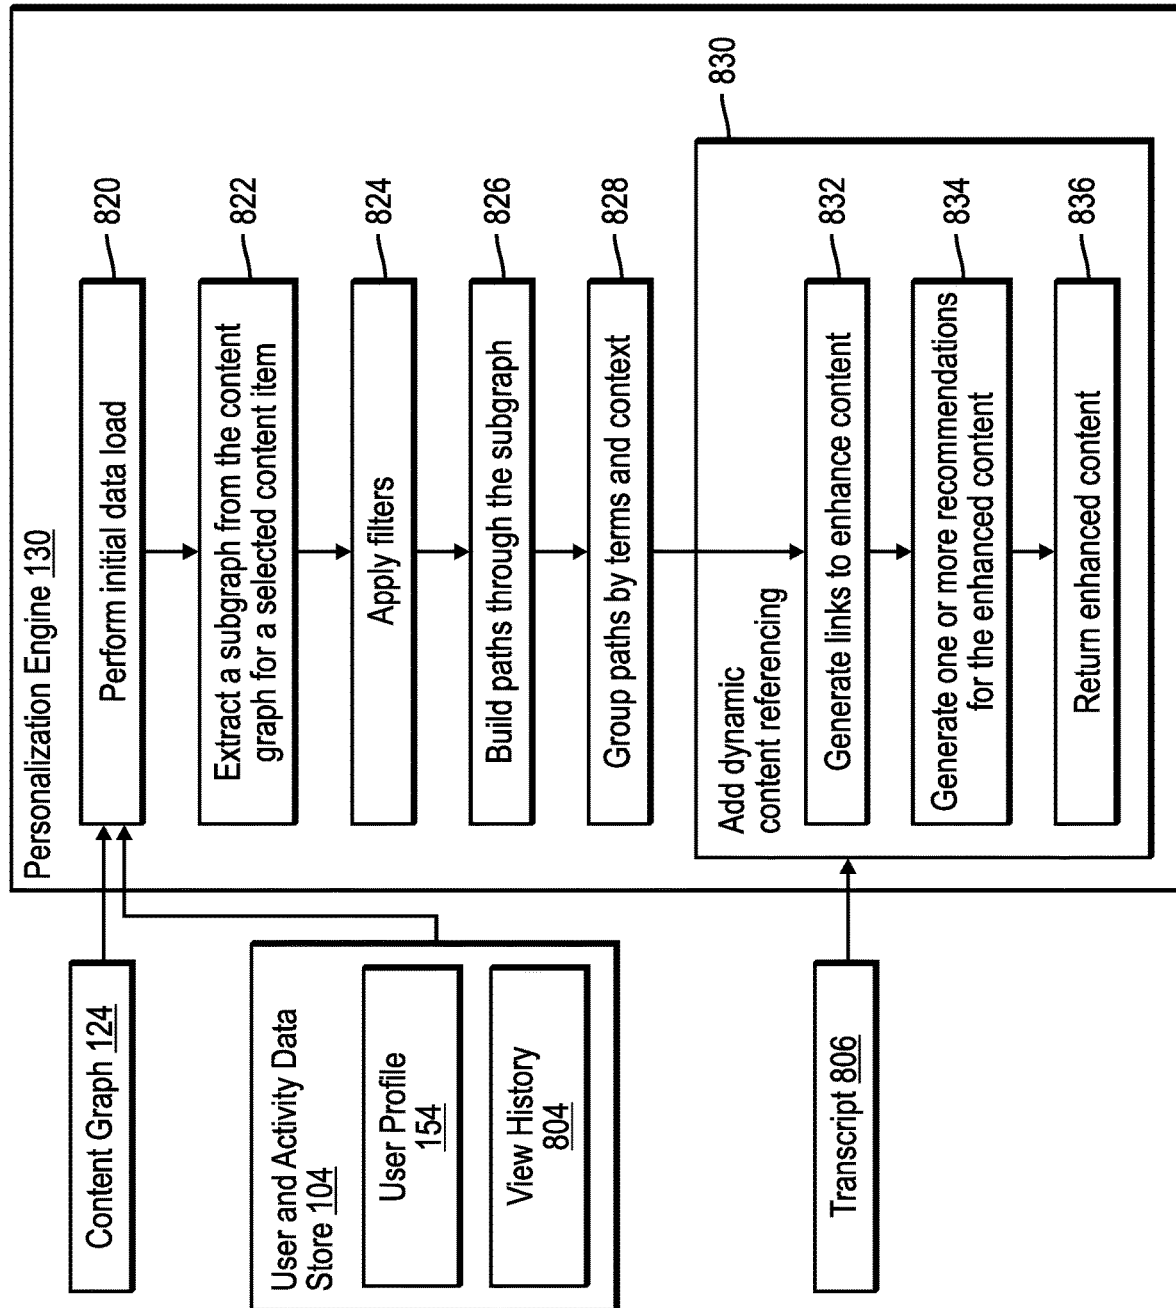 Content Graph 124
User and Activity Data
Store 104
User Profile
154
View History
804
Transcript 806
Personalization Engine 130
Perform initial data load
820
Extract a subgraph from the content
graph for a selected content item
822
Apply filters
824
Build paths through the subgraph
826
Group paths by terms and context
828
Add dynamic
content referencing
830
Generate links to enhance content
832
Generate one or more recommendations
for the enhanced content
834
Return enhanced content
836